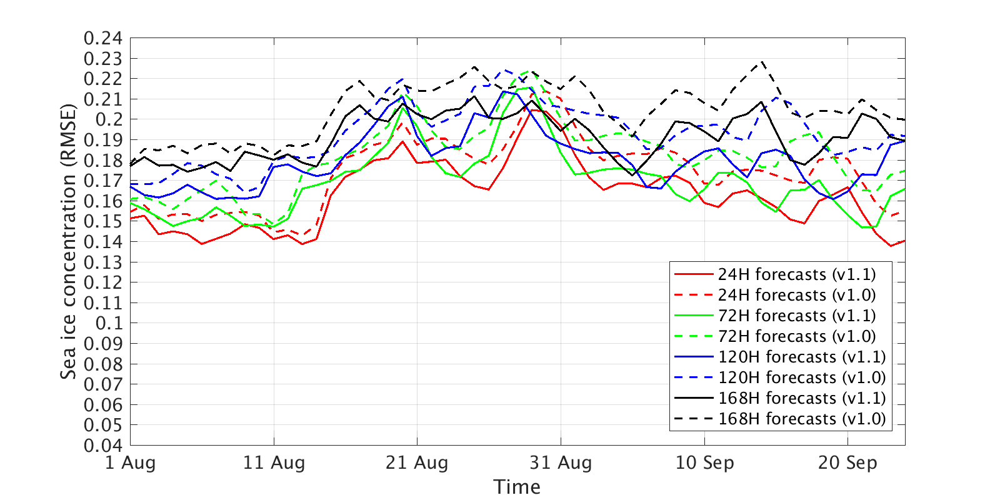 0.24
0.23
0.22
0.21
0.2
0.19
0.18
0.17
0.16
0.15
0.14
0.13
0.12
0.11
0.1
0.09
0.08
0.07
0.06
0.05
0.04
Sea ice concentration (RMSE)
24H forecasts (v1.1)
24H forecasts (v1.0)
72H forecasts (v1.1)
72H forecasts (v1.0)
120H forecasts (v1.1)
120H forecasts (v1.0)
168H forecasts (v1.1)
168H forecasts (v1.0)
1 Aug 11 Aug 21 Aug 31 Aug 10 Sep 20 Sep
Time